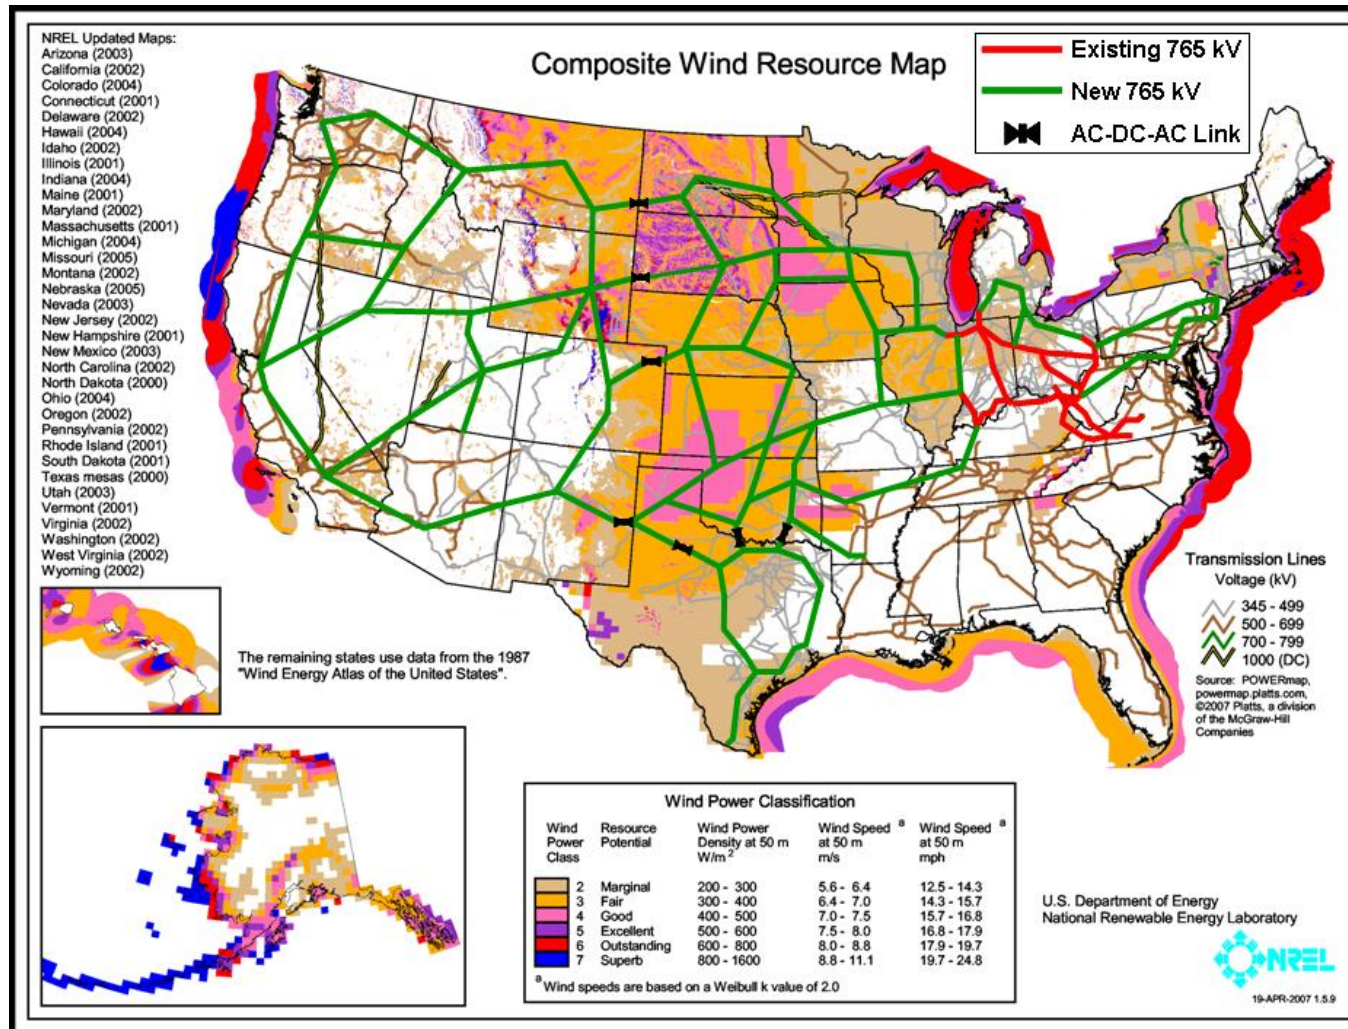 NREL Updated Maps:
Arizona (2003)
California (2002)
Colorado (2004)
Connecticut (2001)
Delaware (2002)
Hawaii (2004)
Idaho (2002)
Illinois (2001)
Indiana (2004)
Maine (2001)
Maryland (2002)
Massachusetts (2001)
Michigan (2004)
Missouri (2005)
Montana (2002)
Nebraska (2005)
Nevada (2003)
New Jersey (2002)
New Hampshire (2001)
New Mexico (2003)
North Carolina (2002)
North Dakota (2000)
Ohio (2004)
Oregon (2002)
Pennsylvania (2002)
Rhode Island (2001)
South Dakota (2001)
Texas mesas (2000)
Utah (2003)
Vermont (2001)
Virginia (2002)
Washington (2002)
West Virginia (2002)
Wyoming (2002)
Composite Wind Resource Map
Existing 765 kV
New 765 kV
AC-DC-AC Link
Transmission Lines
Voltage (kV)
345 - 499
500 - 699
700 - 799
1000 (DC)
Source: POWERmap,
powermap.platts.com,
©2007 Platts, a division
of the McGraw-Hill
Companies
The remaining states use data from the 1987
"Wind Energy Atlas of the United States".
Wind Power Classification
Wind Power Class Resource Potential Wind Power Density at 50 m W/m2 Wind Speed a at 50 m m/s Wind Speed a at 50 m mph
2 Marginal 200 - 300 5.6 - 6.4 12.5 - 14.3
3 Fair 300 - 400 6.4 - 7.0 14.3 - 15.7
4 Good 400 - 500 7.0 - 7.5 15.7 - 16.8
5 Excellent 500 - 600 7.5 - 8.0 16.8 - 17.9
6 Outstanding 600 - 800 8.0 - 8.8 17.9 - 19.7
7 Superb 800 - 1600 8.8 - 11.1 19.7 - 24.8
a Wind speeds are based on a Weibull k value of 2.0
U.S. Department of Energy
National Renewable Energy Laboratory
NREL
19-APR-2007 1.5.9